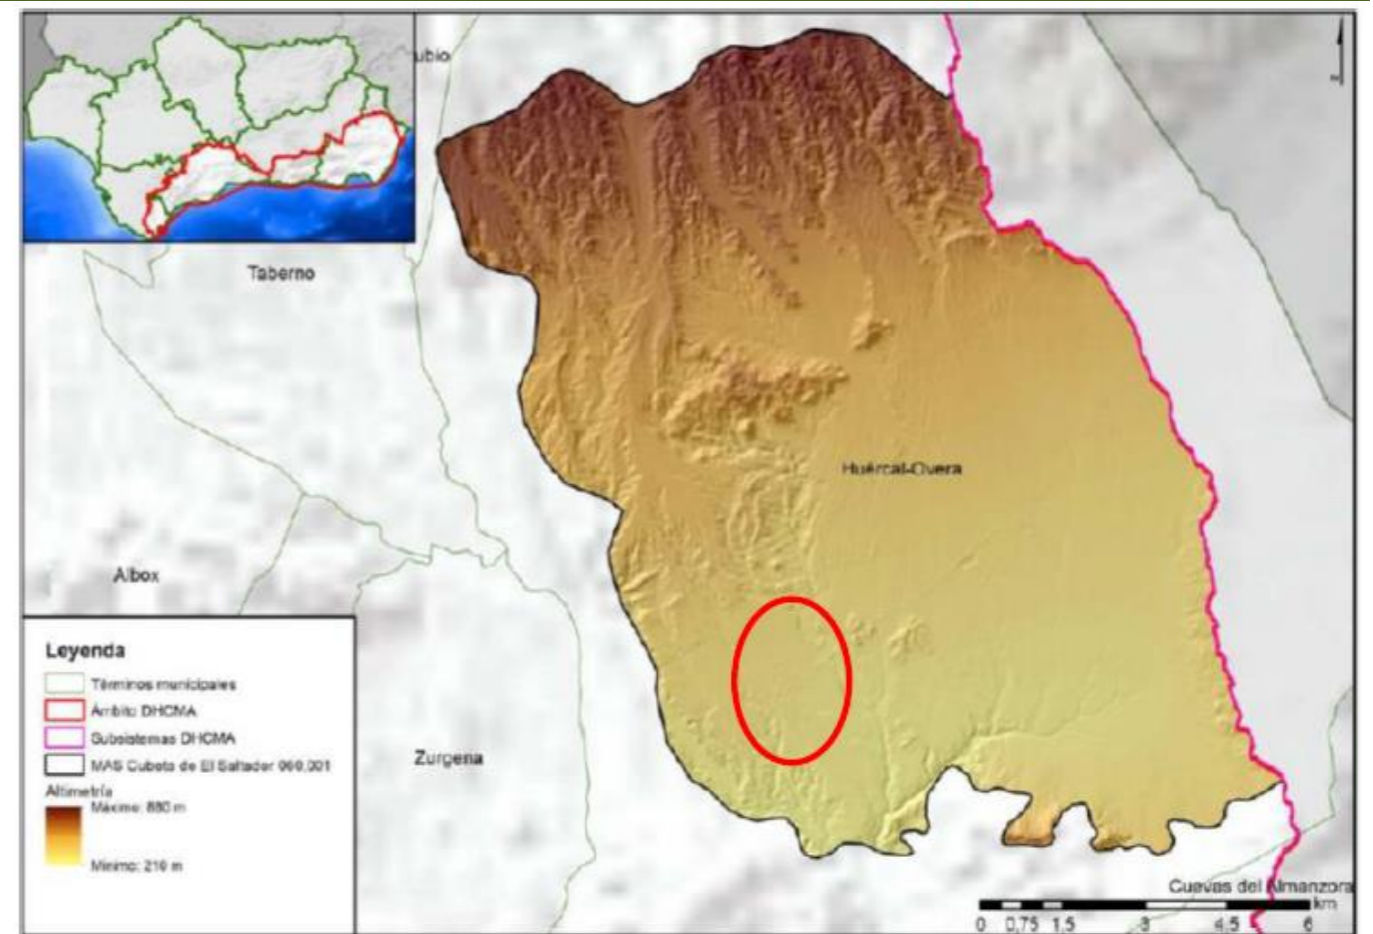 ubio
Taberno
Huércal-Overa
Albox
Zurgena
Leyenda
Términos municipales
Ámbito DHCMA
Subsistemas DHCMA
MAS Cubeta de El Saltador 060.001
Altimetría
Máximo: 880 m
Mínimo: 210 m
Cuevas del Almanzora
km
0 0,75 1,5 3 4,5 6